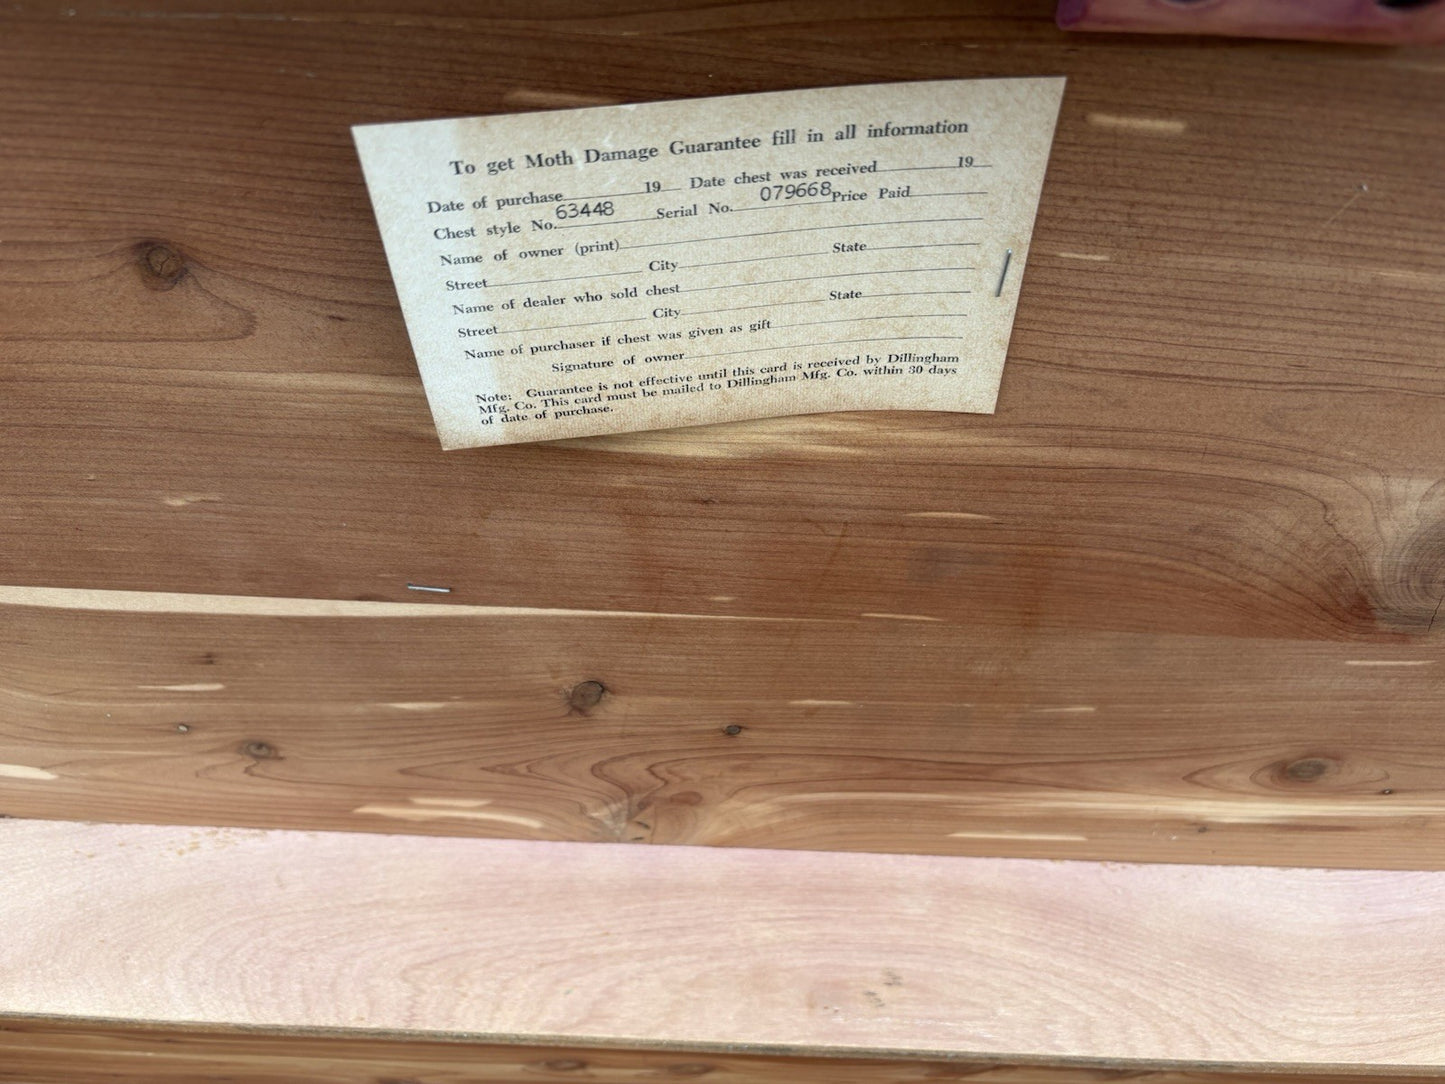 To get Moth Damage Guarantee fill in all information
Date of purchase 19 Date chest was received 19
Chest style No. 63448 Serial No. 079668 Price Paid
Name of owner (print)
Street City State
Name of dealer who sold chest
Street City State
Name of purchaser if chest was given as gift
Signature of owner
Note: Guarantee is not effective until this card is received by Dillingham
Mfg. Co. This card must be mailed to Dillingham Mfg. Co. within 30 days
of date of purchase.